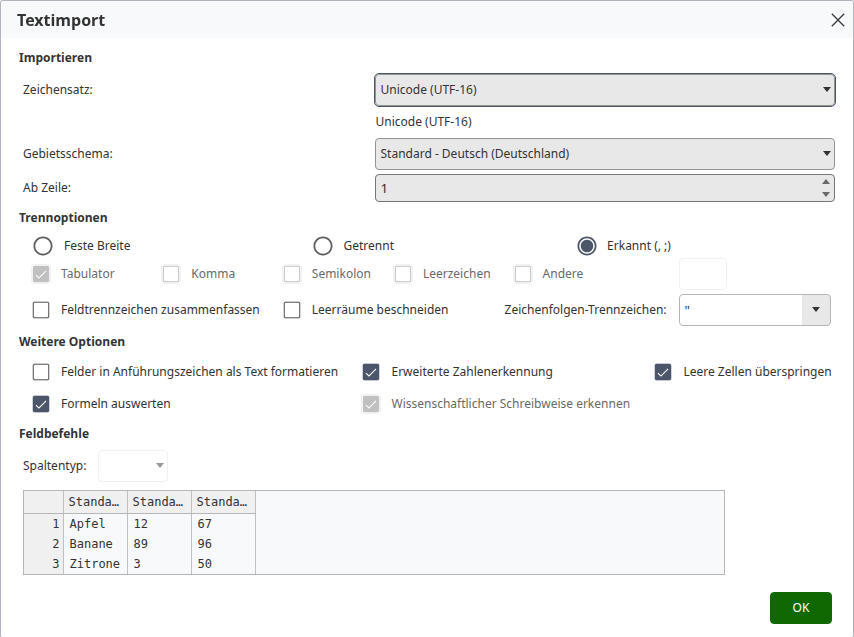 Textimport
Importieren
Zeichensatz: Unicode (UTF-16)
Unicode (UTF-16)
Gebietsschema: Standard - Deutsch (Deutschland)
Ab Zeile: 1
Trennoptionen
Feste Breite Getrennt Erkannt (, ;)
Tabulator Komma Semikolon Leerzeichen Andere
Feldtrennzeichen zusammenfassen Leerräume beschneiden Zeichenfolgen-Trennzeichen: "
Weitere Optionen
Felder in Anführungszeichen als Text formatieren Erweiterte Zahlenerkennung Leere Zellen überspringen
Formeln auswerten Wissenschaftlicher Schreibweise erkennen
Feldbefehle
Spaltentyp:
Standa… Standa… Standa…
1 Apfel 12 67
2 Banane 89 96
3 Zitrone 3 50
OK